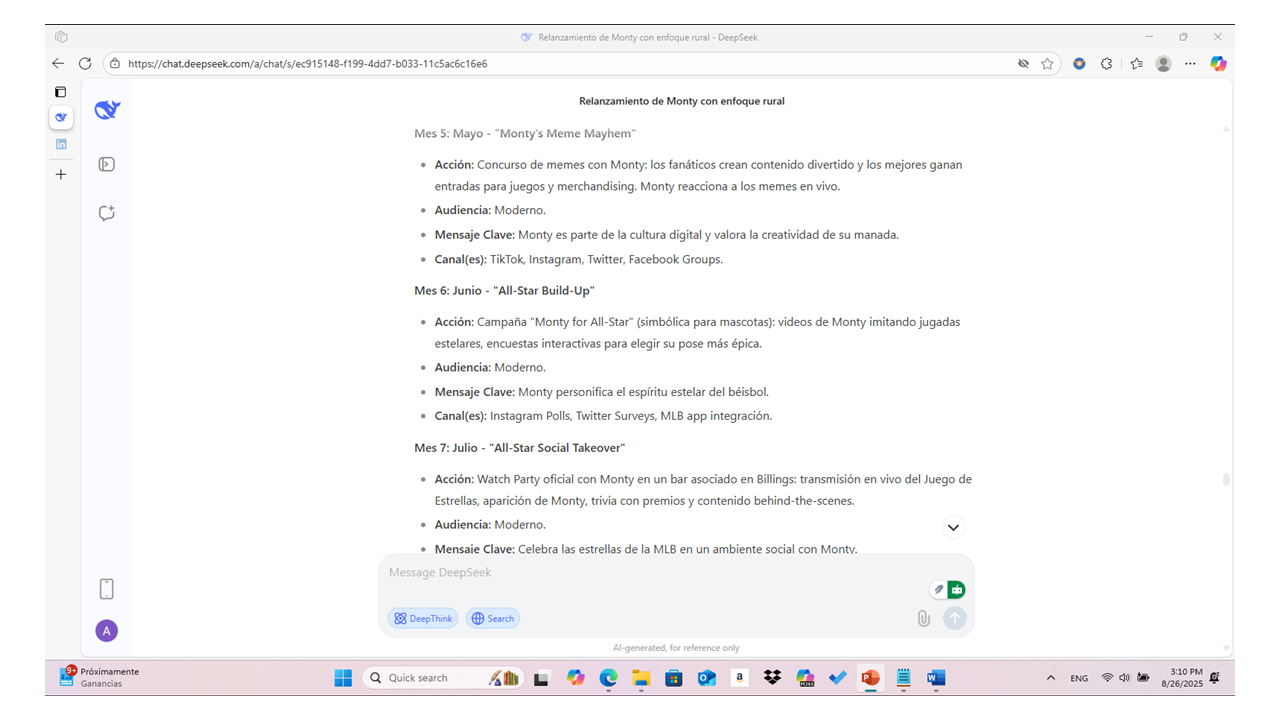 Relanzamiento de Monty con enfoque rural - DeepSeek
https://chat.deepseek.com/a/chat/s/ec915148-f199-4dd7-b033-11c5ac6c16e6
Relanzamiento de Monty con enfoque rural
Mes 5: Mayo - "Monty's Meme Mayhem"
• Acción: Concurso de memes con Monty: los fanáticos crean contenido divertido y los mejores ganan
entradas para juegos y merchandising. Monty reacciona a los memes en vivo.
• Audiencia: Moderno.
• Mensaje Clave: Monty es parte de la cultura digital y valora la creatividad de su manada.
• Canal(es): TikTok, Instagram, Twitter, Facebook Groups.
Mes 6: Junio - "All-Star Build-Up"
• Acción: Campaña "Monty for All-Star" (simbólica para mascotas): videos de Monty imitando jugadas
estelares, encuestas interactivas para elegir su pose más épica.
• Audiencia: Moderno.
• Mensaje Clave: Monty personifica el espíritu estelar del béisbol.
• Canal(es): Instagram Polls, Twitter Surveys, MLB app integración.
Mes 7: Julio - "All-Star Social Takeover"
• Acción: Watch Party oficial con Monty en un bar asociado en Billings: transmisión en vivo del Juego de
Estrellas, aparición de Monty, trivia con premios y contenido behind-the-scenes.
• Audiencia: Moderno.
• Mensaje Clave: Celebra las estrellas de la MLB en un ambiente social con Monty.
Message DeepSeek
DeepThink
Search
A
AI-generated, for reference only
9+
Próximamente
Ganancias
Quick search
a
M365
ENG
3:10 PM
8/26/2025